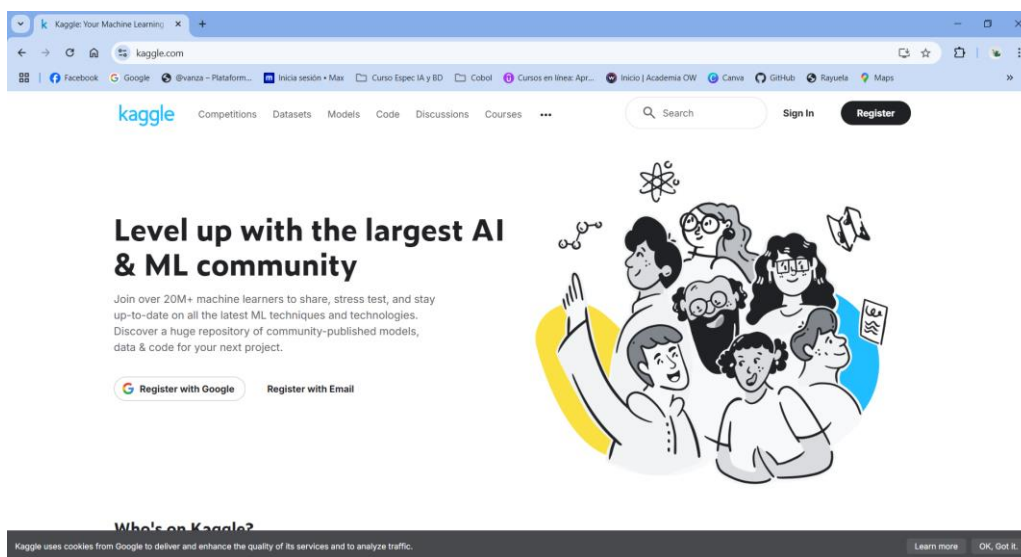 Kaggle: Your Machine Learning
kaggle.com
Facebook Google @vanza – Plataform... Inicia sesión • Max Curso Espec IA y BD Cobol Cursos en línea: Apr... Inicio | Academia OW Canva GitHub Rayuela Maps
kaggle Competitions Datasets Models Code Discussions Courses ••• Search Sign In Register
Level up with the largest AI
& ML community
Join over 20M+ machine learners to share, stress test, and stay
up-to-date on all the latest ML techniques and technologies.
Discover a huge repository of community-published models,
data & code for your next project.
Register with Google Register with Email
Who's on Kaggle?
Kaggle uses cookies from Google to deliver and enhance the quality of its services and to analyze traffic. Learn more OK, Got it.